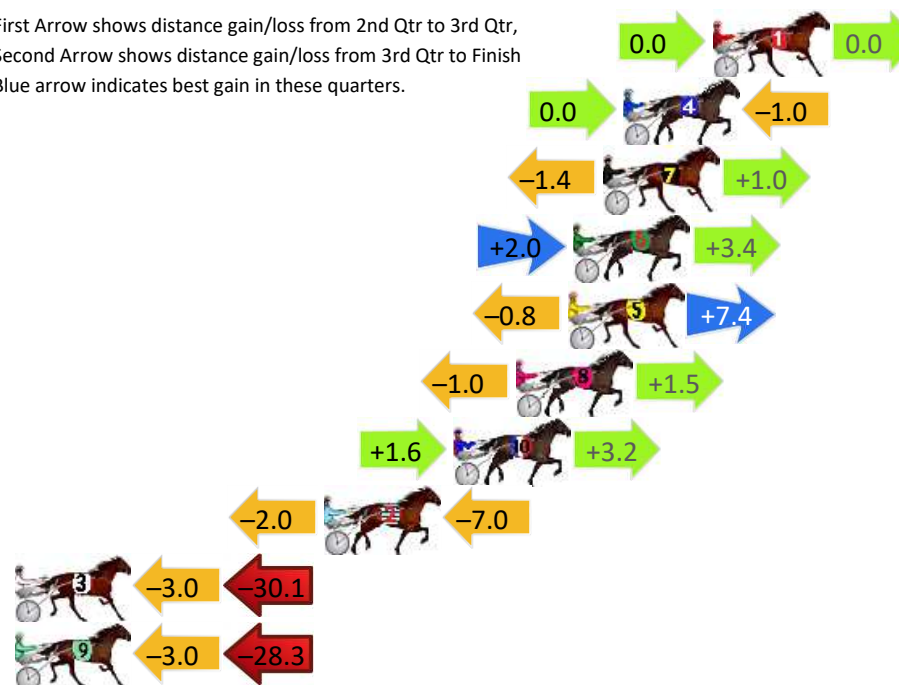 First Arrow shows distance gain/loss from 2nd Qtr to 3rd Qtr,
Second Arrow shows distance gain/loss from 3rd Qtr to Finish
Blue arrow indicates best gain in these quarters.
0.0 1 0.0
0.0 4 –1.0
–1.4 7 +1.0
+2.0 6 +3.4
–0.8 5 +7.4
–1.0 8 +1.5
+1.6 10 +3.2
–2.0 2 –7.0
3 –3.0 –30.1
9 –3.0 –28.3